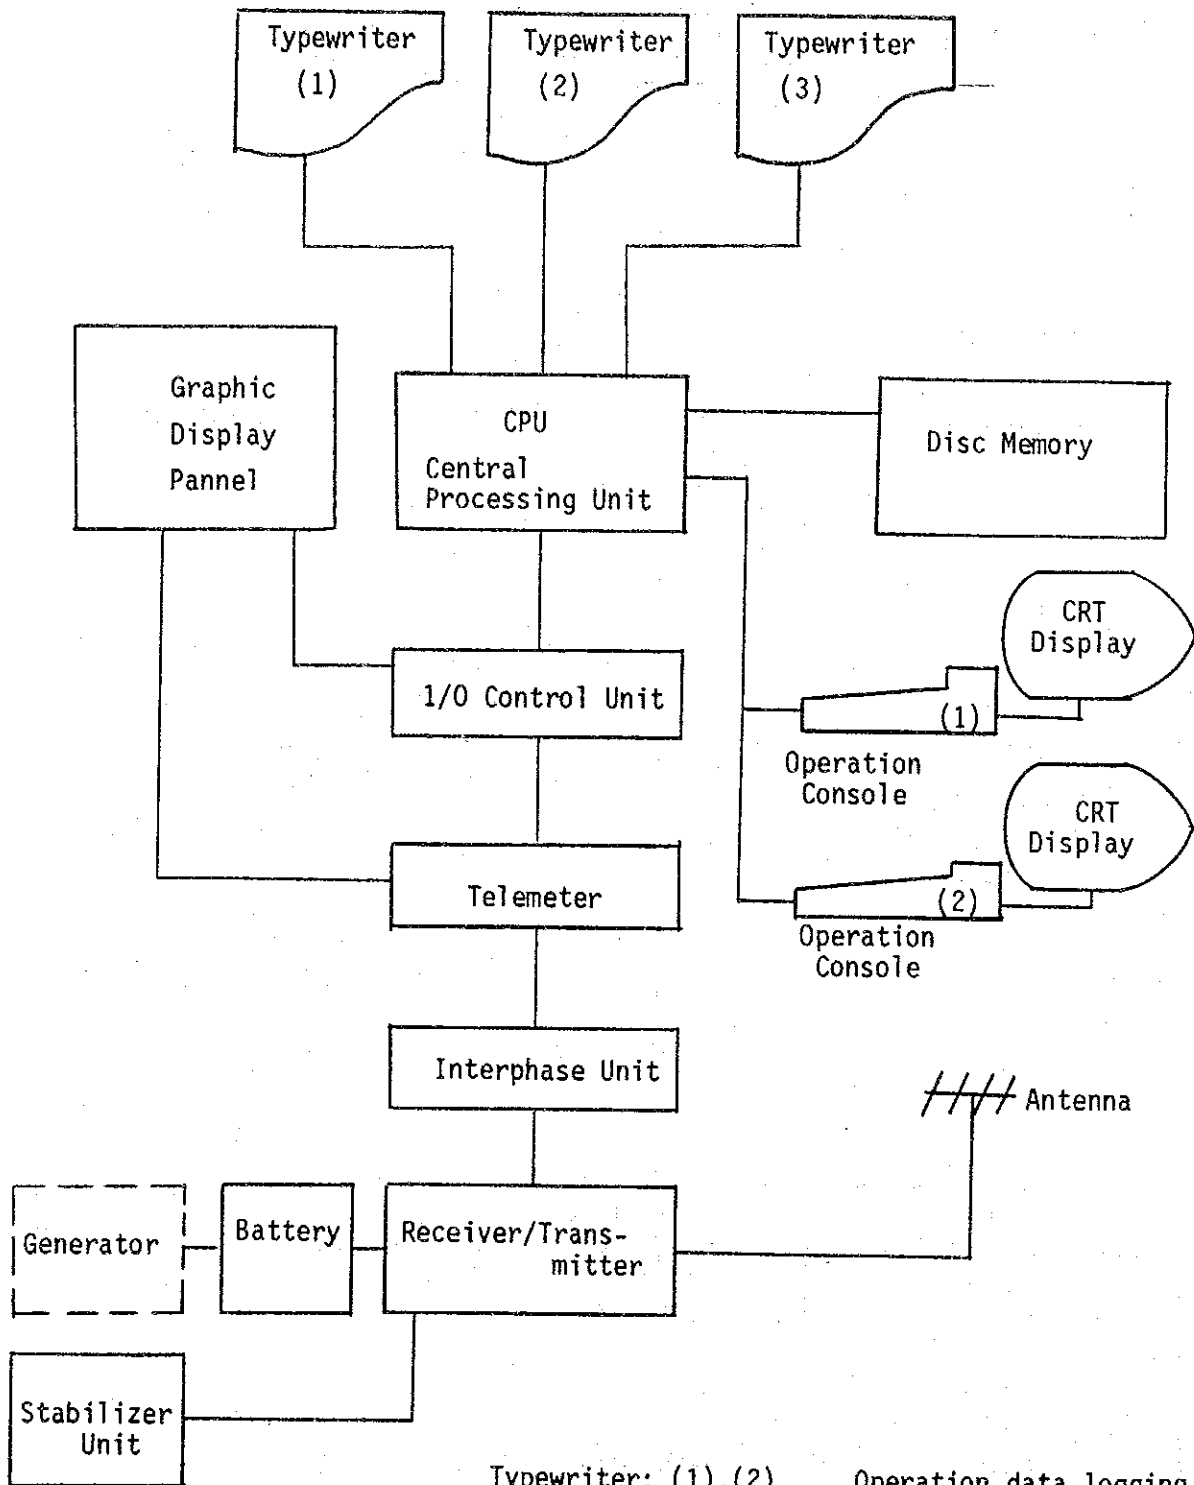 Typewriter
(1)
Typewriter
(2)
Typewriter
(3)
Graphic
Display
Pannel
CPU
Central
Processing Unit
Disc Memory
CRT
Display
1/O Control Unit
(1)
Operation
Console
CRT
Display
Telemeter
(2)
Operation
Console
Interphase Unit
Antenna
Generator
Battery
Receiver/Trans-
mitter
Stabilizer
Unit
Typewriter: (1),(2) Operation data logging